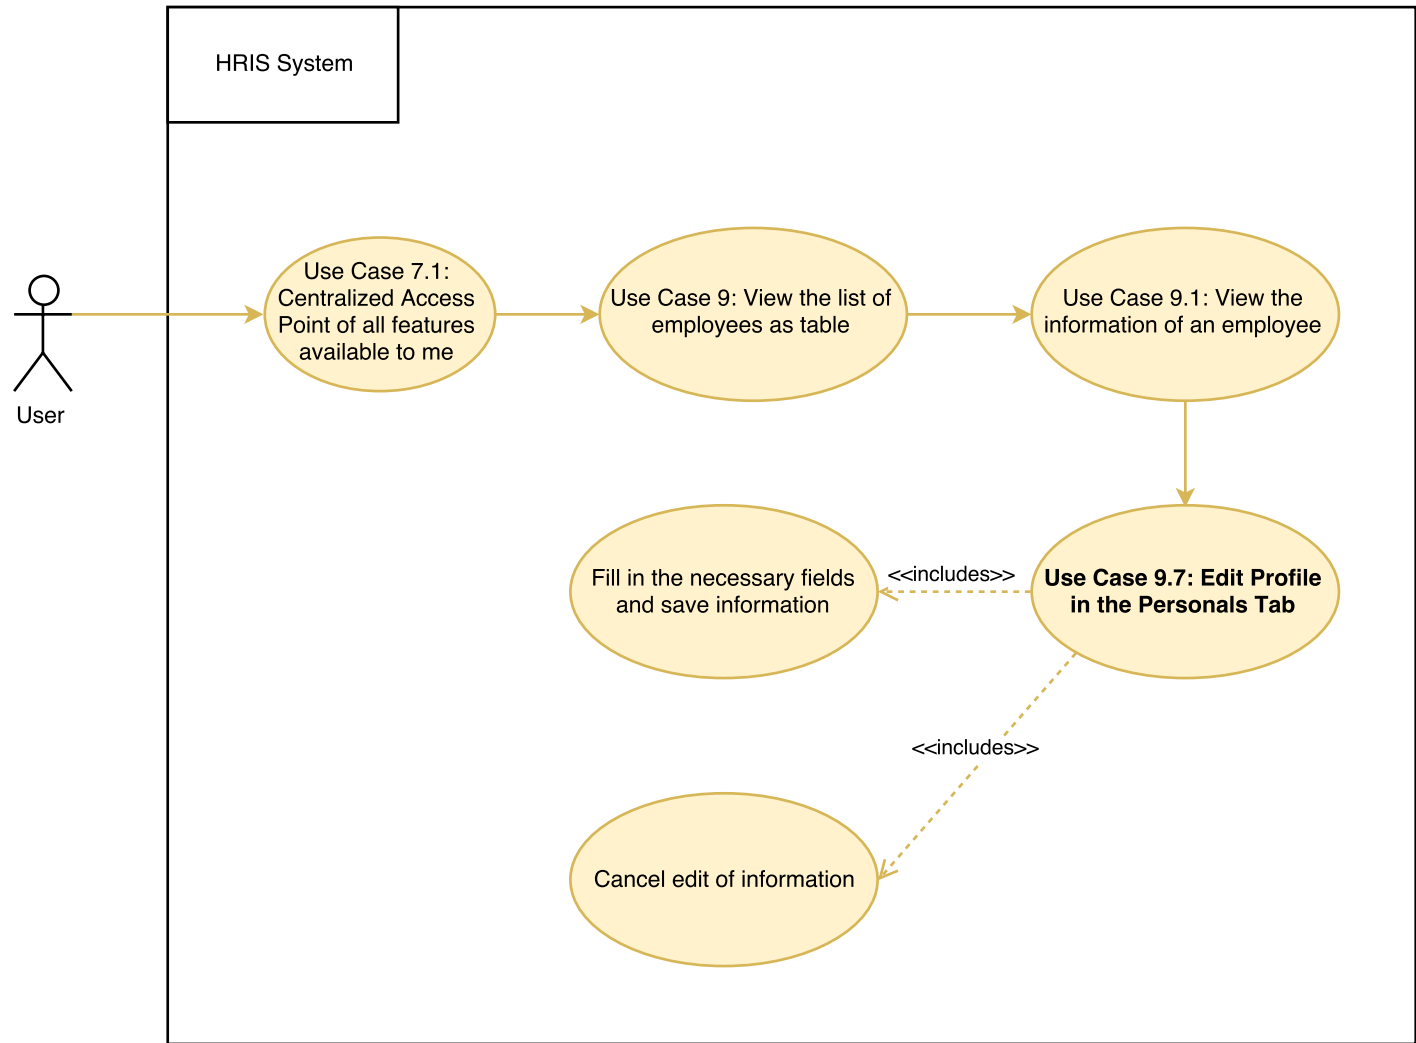 HRIS System
Use Case 7.1:
Centralized Access
Point of all features
available to me
Use Case 9: View the list of
employees as table
Use Case 9.1: View the
information of an employee
User
Fill in the necessary fields
and save information
<<includes>>
Use Case 9.7: Edit Profile
in the Personals Tab
<<includes>>
Cancel edit of information